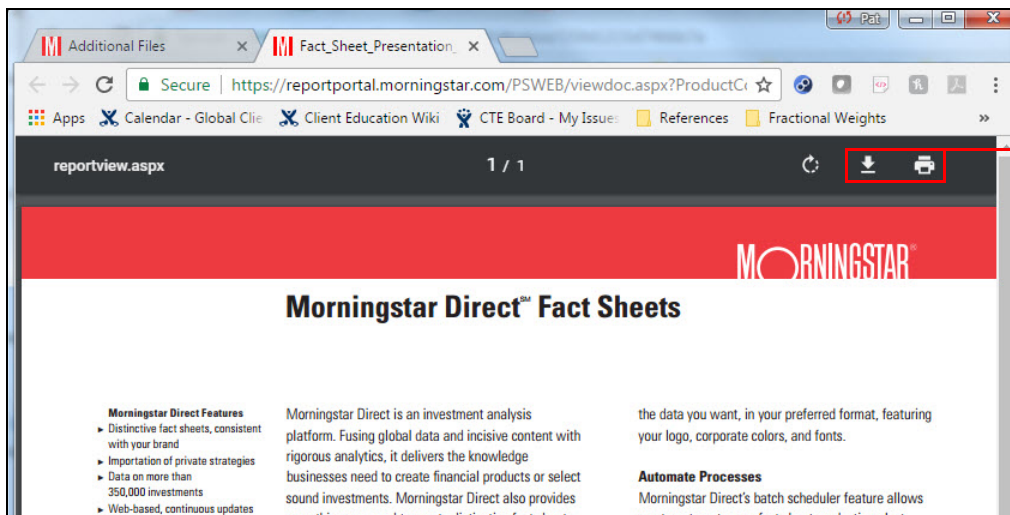 Pat
Additional Files
Fact_Sheet_Presentation_
Secure | https://reportportal.morningstar.com/PSWEB/viewdoc.aspx?ProductCo
Apps Calendar - Global Clie Client Education Wiki CTE Board - My Issues References Fractional Weights »
reportview.aspx 1 / 1
MORNINGSTAR®
Morningstar Direct℠ Fact Sheets
Morningstar Direct Features
► Distinctive fact sheets, consistent
with your brand
► Importation of private strategies
► Data on more than
350,000 investments
► Web-based, continuous updates
Morningstar Direct is an investment analysis
platform. Fusing global data and incisive content with
rigorous analytics, it delivers the knowledge
businesses need to create financial products or select
sound investments. Morningstar Direct also provides
the data you want, in your preferred format, featuring
your logo, corporate colors, and fonts.
Automate Processes
Morningstar Direct's batch scheduler feature allows